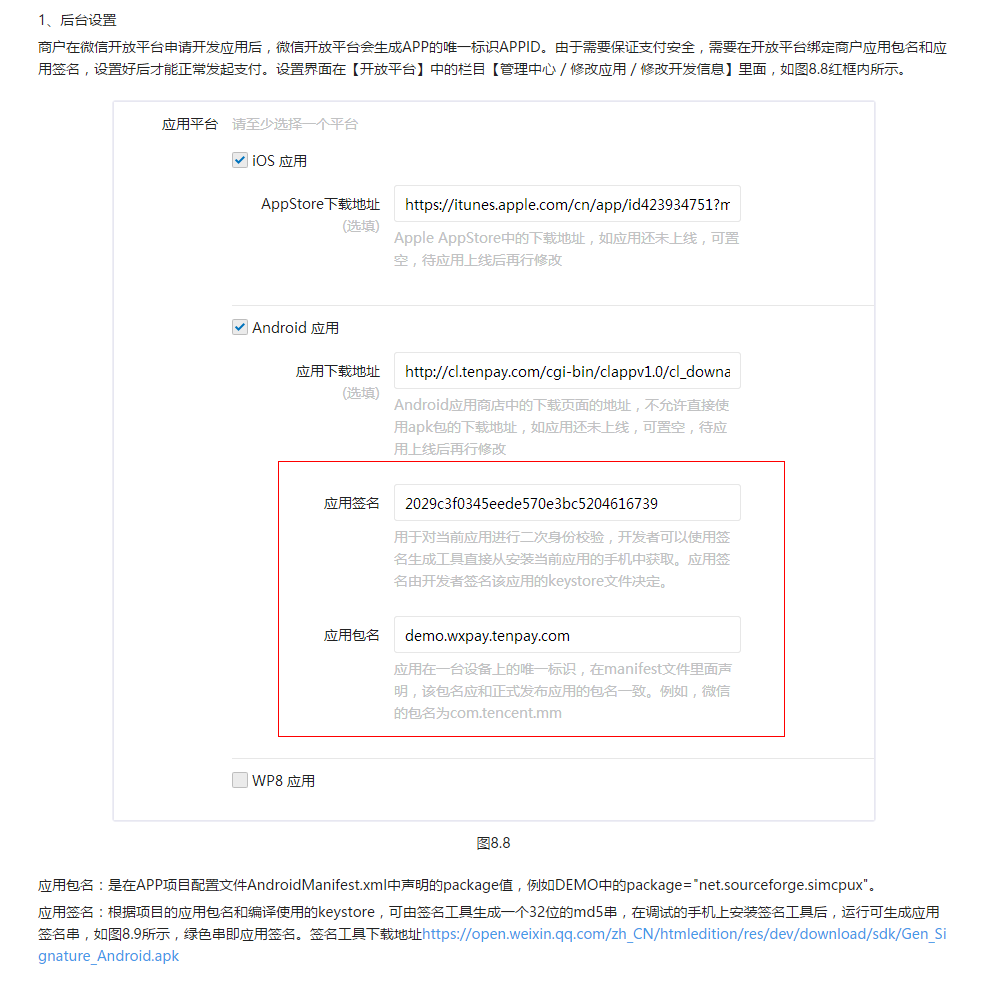 1、后台设置
商户在微信开放平台申请开发应用后，微信开放平台会生成APP的唯一标识APPID。由于需要保证支付安全，需要在开放平台绑定商户应用包名和应
用签名，设置好后才能正常发起支付。设置界面在【开放平台】中的栏目【管理中心 / 修改应用 / 修改开发信息】里面，如图8.8红框内所示。
应用平台 请至少选择一个平台
iOS 应用
AppStore下载地址 https://itunes.apple.com/cn/app/id423934751?m
(选填)
Apple AppStore中的下载地址，如应用还未上线，可置
空，待应用上线后再行修改
Android 应用
应用下载地址 http://cl.tenpay.com/cgi-bin/clappv1.0/cl_downa
(选填)
Android应用商店中的下载页面的地址，不允许直接使
用apk包的下载地址，如应用还未上线，可置空，待应
用上线后再行修改
应用签名 2029c3f0345eede570e3bc5204616739
用于对当前应用进行二次身份校验，开发者可以使用签
名生成工具直接从安装当前应用的手机中获取。应用签
名由开发者签名该应用的keystore文件决定。
应用包名 demo.wxpay.tenpay.com
应用在一台设备上的唯一标识，在manifest文件里面声
明，该包名应和正式发布应用的包名一致。例如，微信
的包名为com.tencent.mm
WP8 应用
图8.8
应用包名：是在APP项目配置文件AndroidManifest.xml中声明的package值，例如DEMO中的package="net.sourceforge.simcpux"。
应用签名：根据项目的应用包名和编译使用的keystore，可由签名工具生成一个32位的md5串，在调试的手机上安装签名工具后，运行可生成应用
签名串，如图8.9所示，绿色串即应用签名。签名工具下载地址https://open.weixin.qq.com/zh_CN/htmledition/res/dev/download/sdk/Gen_Si
gnature_Android.apk